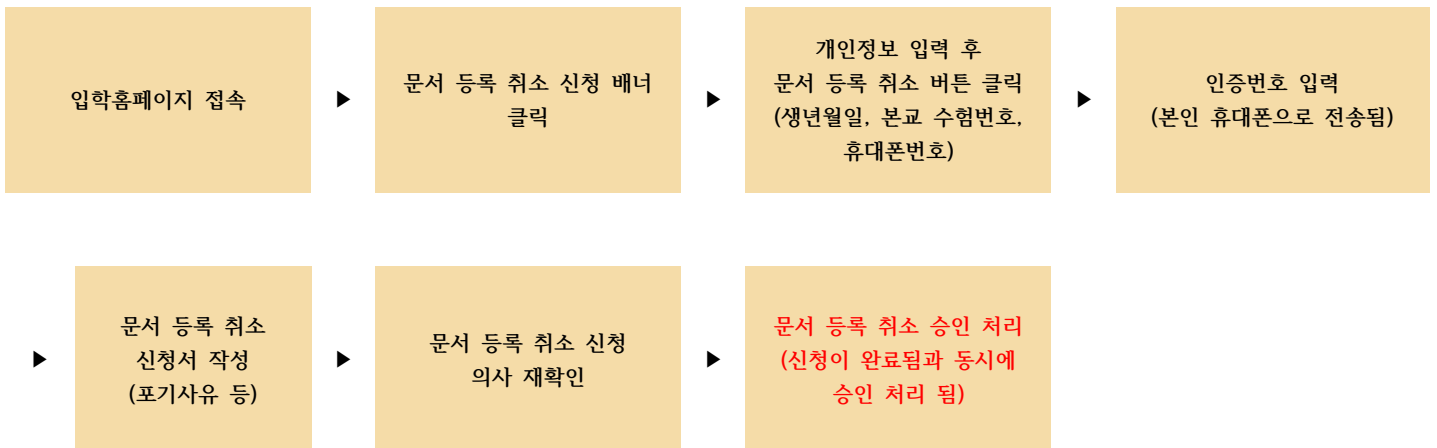 입학홈페이지 접속
▶
문서 등록 취소 신청 배너
클릭
▶
개인정보 입력 후
문서 등록 취소 버튼 클릭
(생년월일, 본교 수험번호,
휴대폰번호)
▶
인증번호 입력
(본인 휴대폰으로 전송됨)
▶
문서 등록 취소
신청서 작성
(포기사유 등)
▶
문서 등록 취소 신청
의사 재확인
▶
문서 등록 취소 승인 처리
(신청이 완료됨과 동시에
승인 처리 됨)